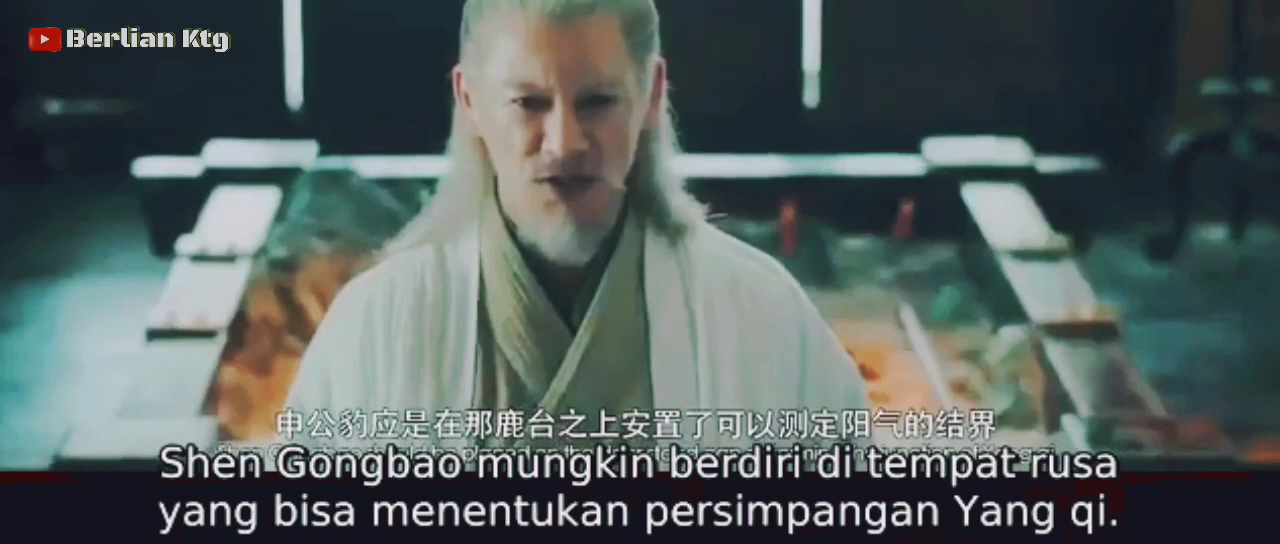 Berlian Ktg
申公豹应是在那鹿台之上安置了可以测定阳气的结界
Shen Gongbao mungkin berdiri di tempat rusa
yang bisa menentukan persimpangan Yang qi.